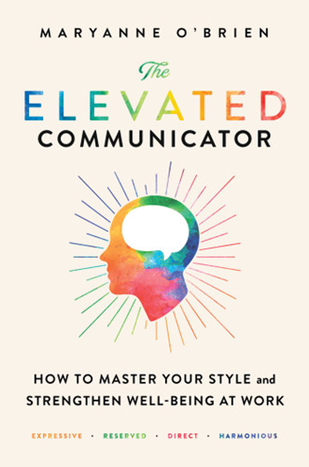 MARYANNE O'BRIEN
The
ELEVATED
COMMUNICATOR
HOW TO MASTER YOUR STYLE and
STRENGTHEN WELL-BEING AT WORK
EXPRESSIVE • RESERVED • DIRECT • HARMONIOUS